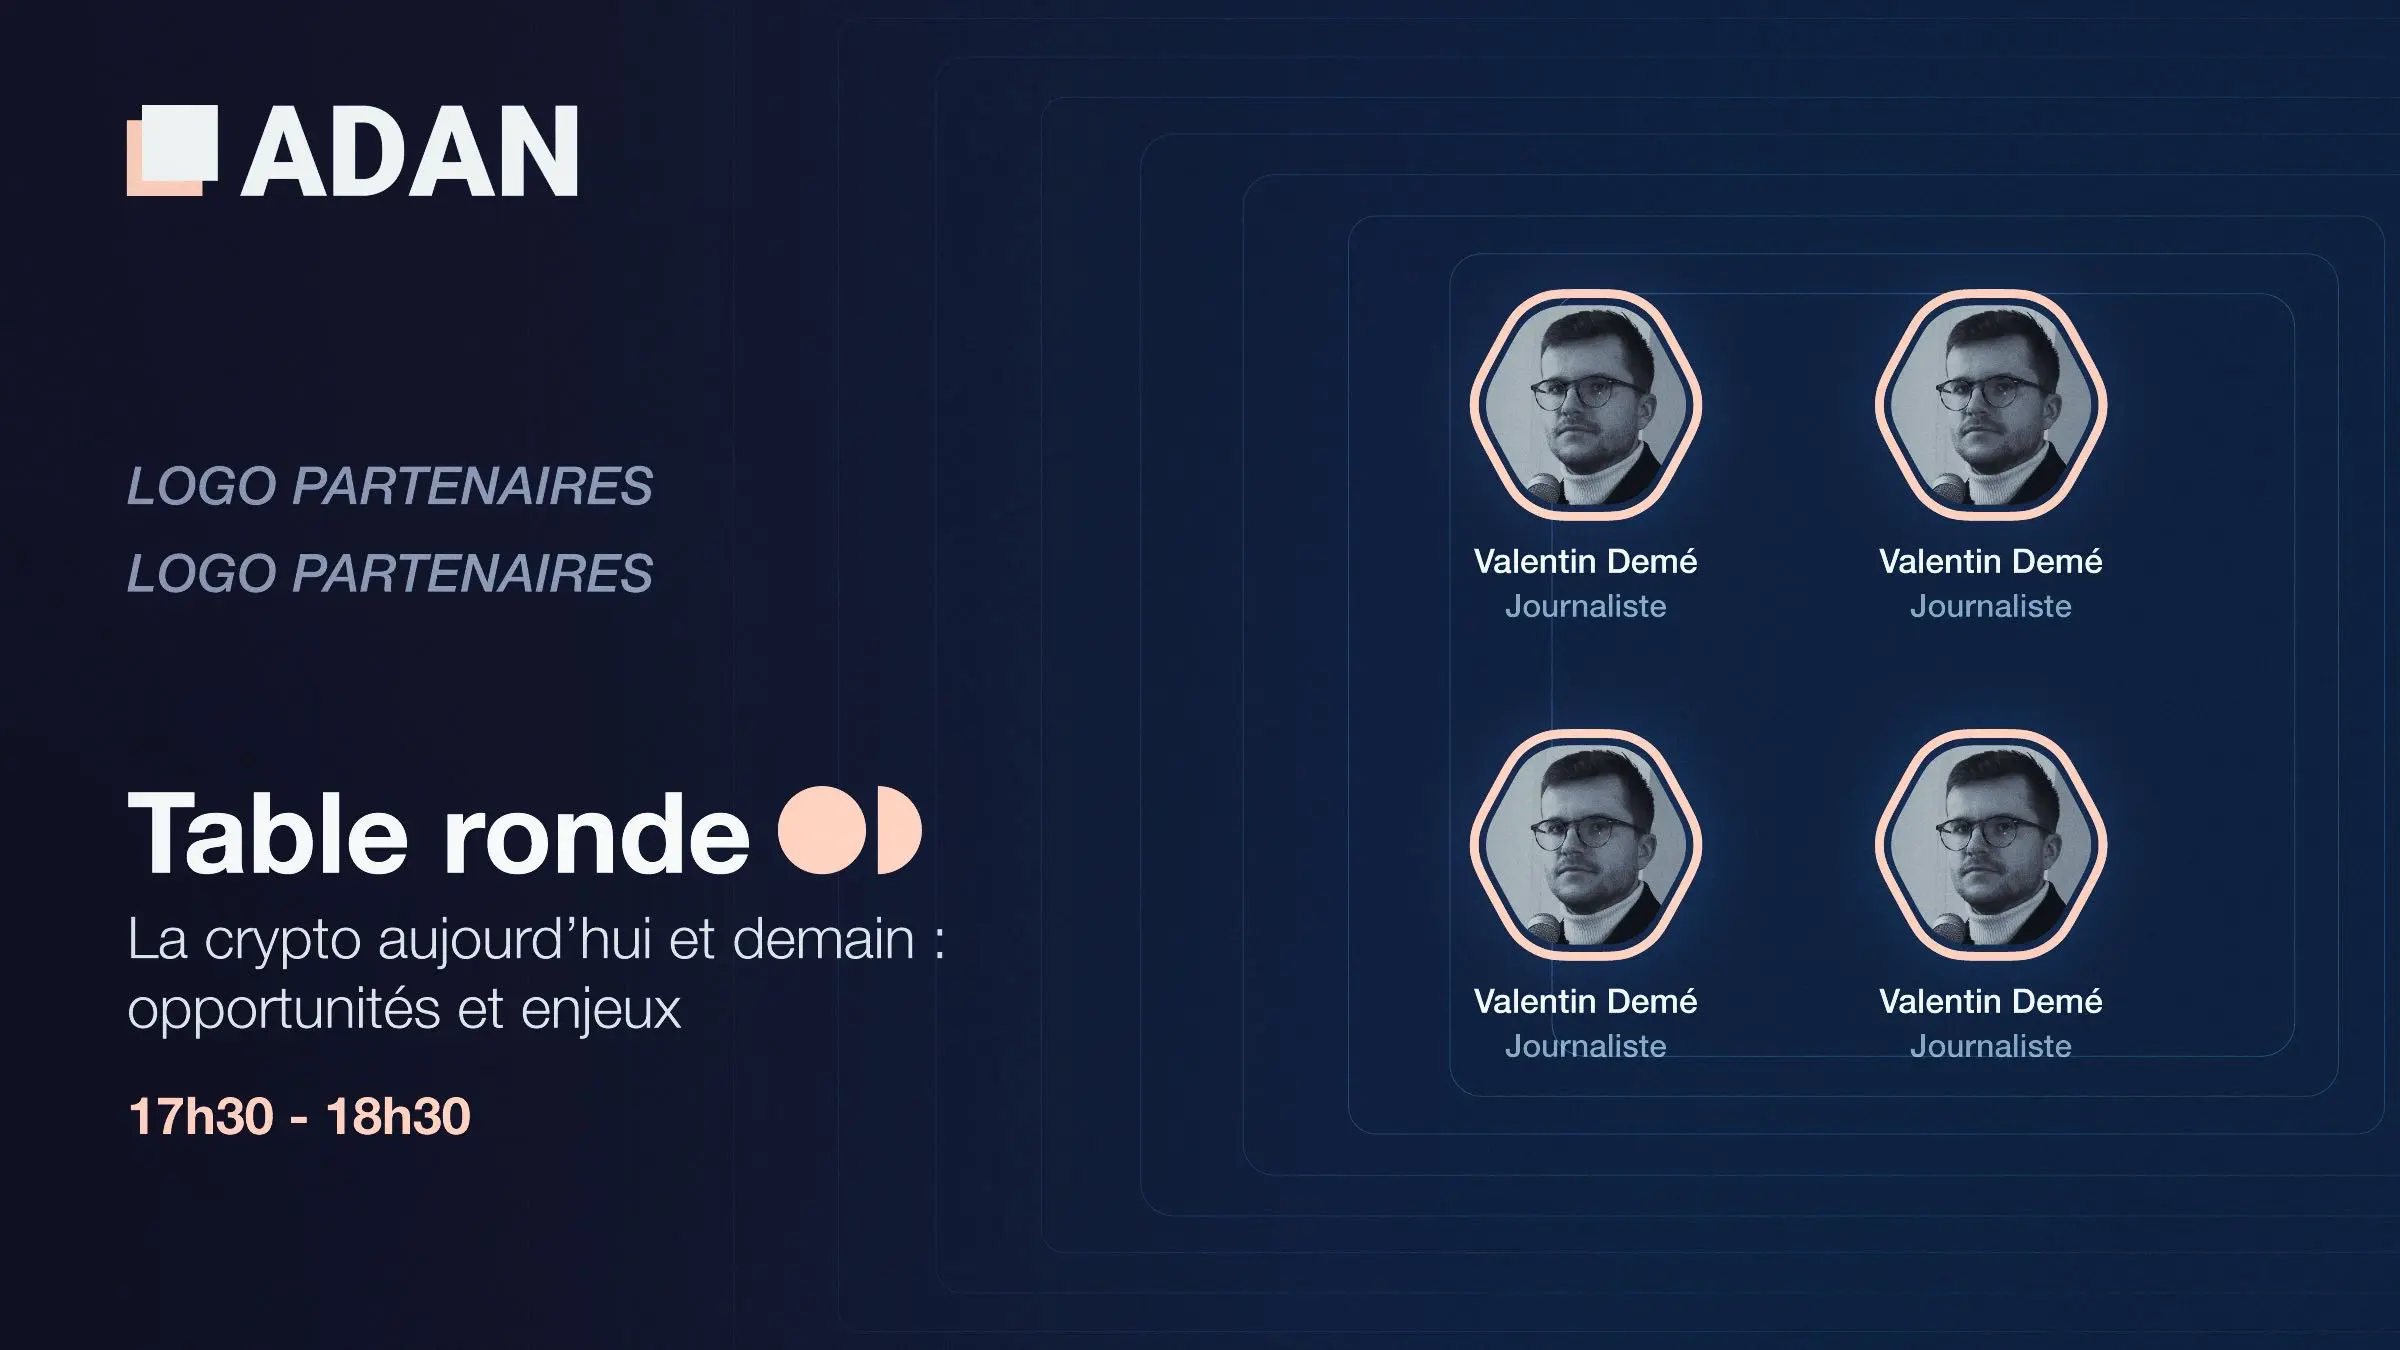 ADAN
LOGO PARTENAIRES
LOGO PARTENAIRES
Table ronde
La crypto aujourd’hui et demain :
opportunités et enjeux
17h30 - 18h30
Valentin Demé
Journaliste
Valentin Demé
Journaliste
Valentin Demé
Journaliste
Valentin Demé
Journaliste